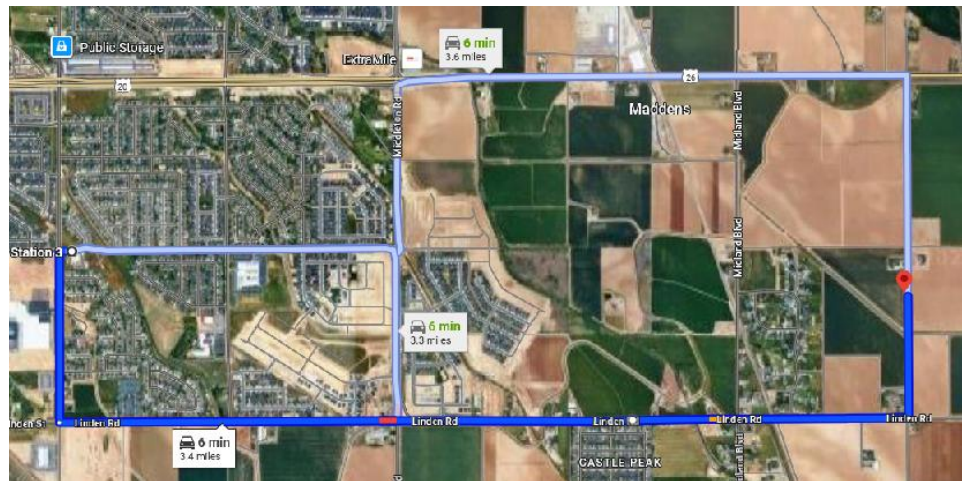 Public Storage
ExtraMile
6 min
3.6 miles
20
26
Middleton Rd
Maddens
Midland Blvd
Midland Blvd
Station 3
6 min
3.3 miles
Linden Rd
Linden Rd
Linden
Linden Rd
Linden Rd
6 min
3.4 miles
CASTLE PEAK